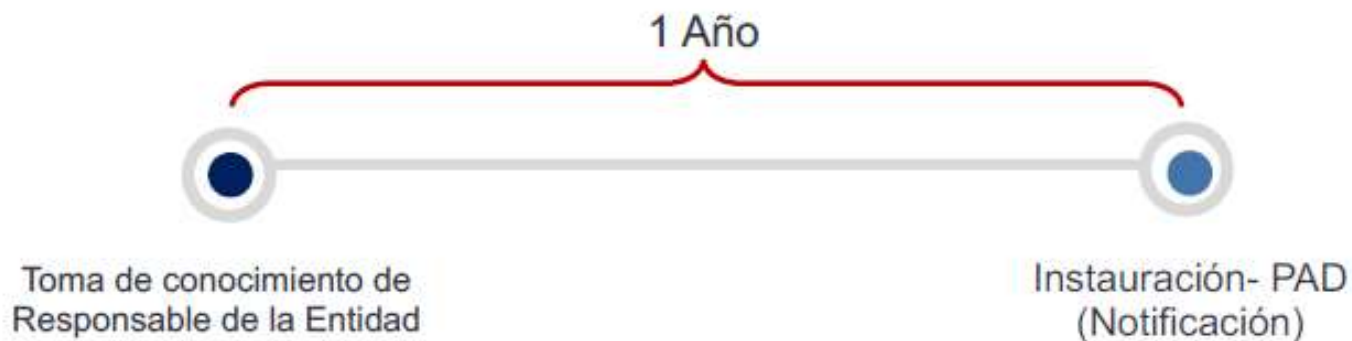 1 Año
Toma de conocimiento de
Responsable de la Entidad
Instauración- PAD
(Notificación)